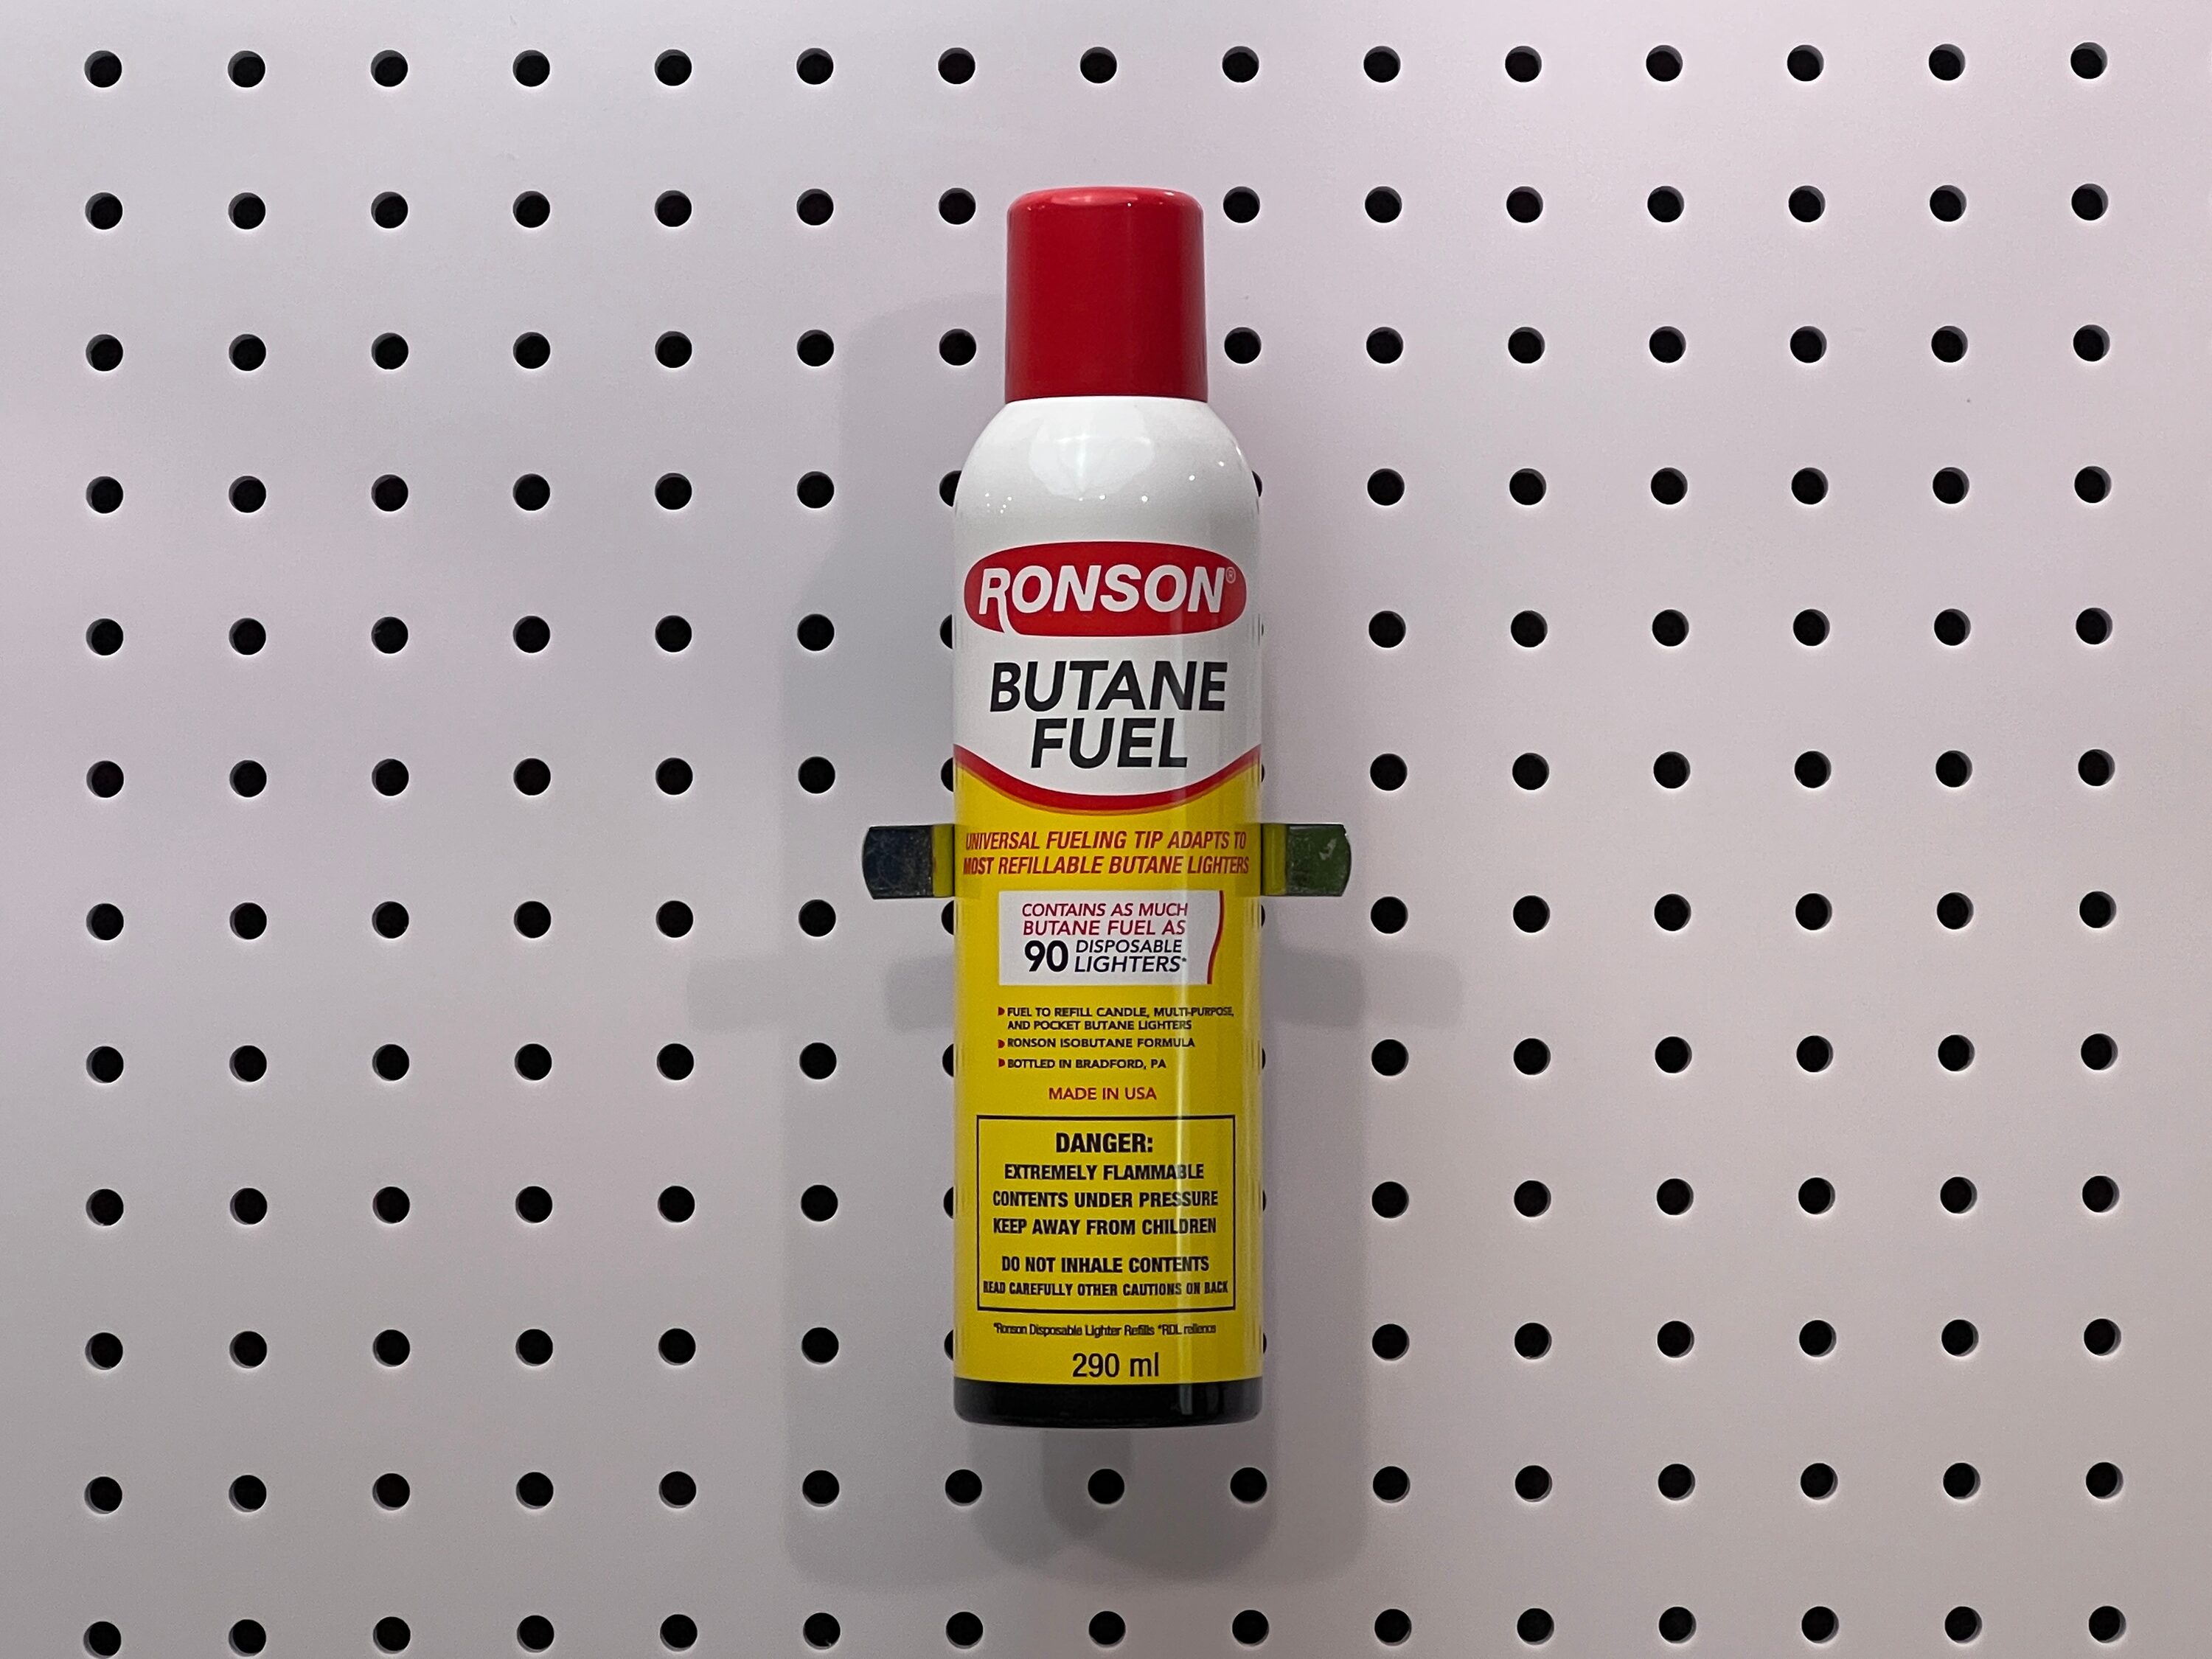 RONSON®
BUTANE
FUEL
UNIVERSAL FUELING TIP ADAPTS TO
MOST REFILLABLE BUTANE LIGHTERS
CONTAINS AS MUCH
BUTANE FUEL AS
90 DISPOSABLE
LIGHTERS*
FUEL TO REFILL CANDLE, MULTI-PURPOSE,
AND POCKET BUTANE LIGHTERS
RONSON ISOBUTANE FORMULA
BOTTLED IN BRADFORD, PA
MADE IN USA
DANGER:
EXTREMELY FLAMMABLE
CONTENTS UNDER PRESSURE
KEEP AWAY FROM CHILDREN
DO NOT INHALE CONTENTS
READ CAREFULLY OTHER CAUTIONS ON BACK
*Ronson Disposable Lighter Refills *RDL
290 ml